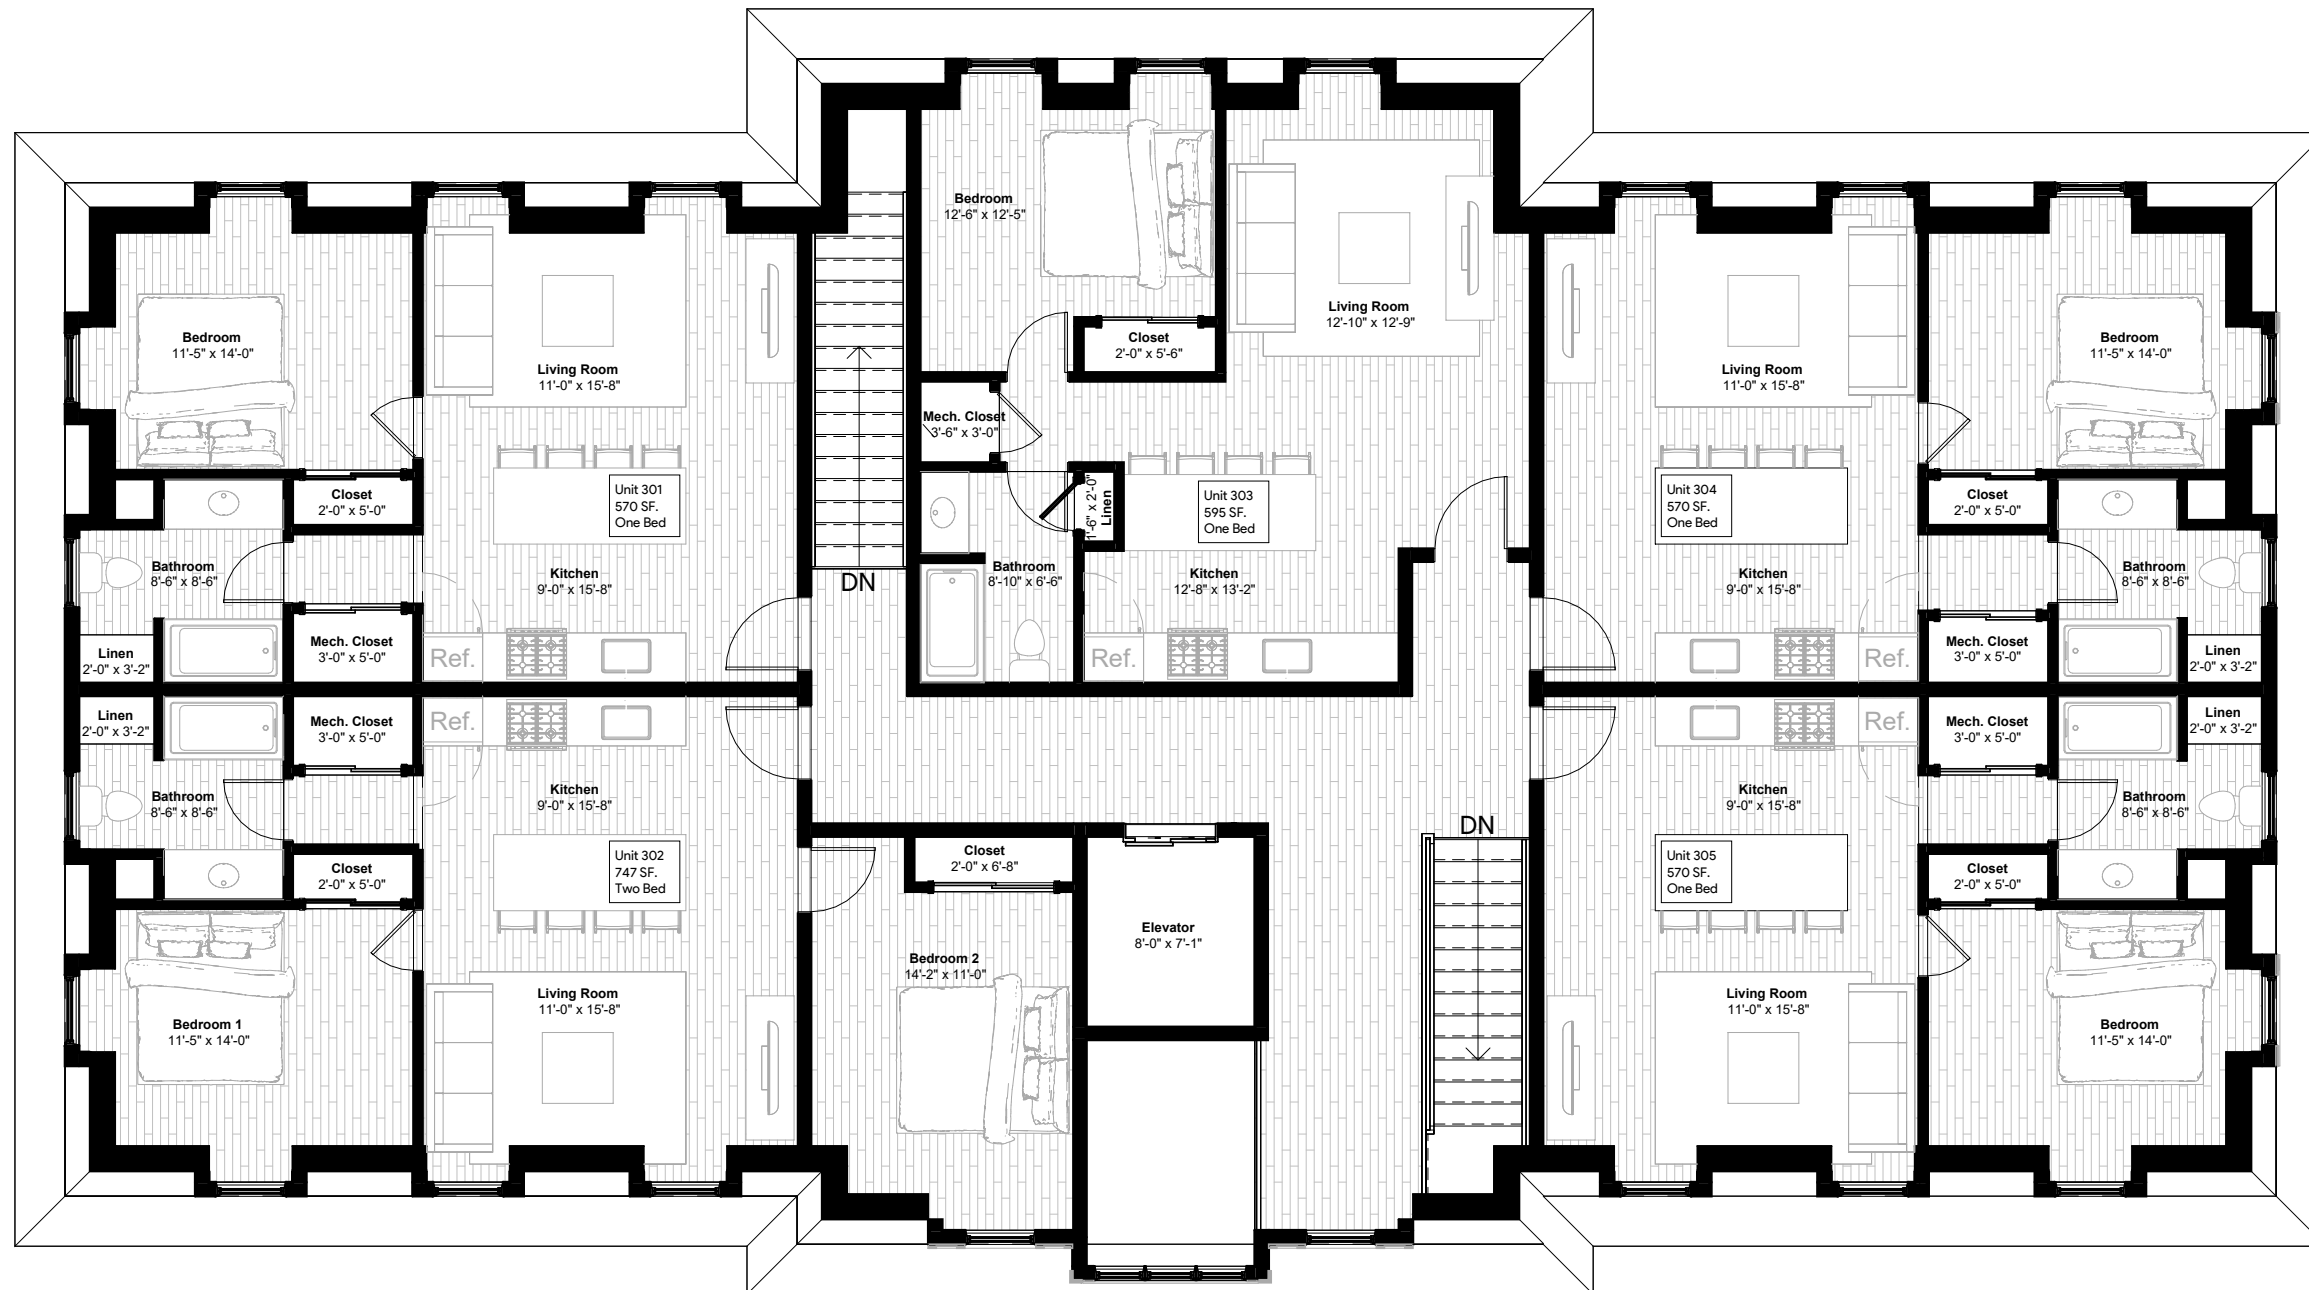 Bedroom
11'-5" x 14'-0"
Living Room
11'-0" x 15'-8"
Closet
2'-0" x 5'-0"
Unit 301
570 SF.
One Bed
Bathroom
8'-6" x 8'-6"
Kitchen
9'-0" x 15'-8"
Linen
2'-0" x 3'-2"
Mech. Closet
3'-0" x 5'-0"
Ref.
Linen
2'-0" x 3'-2"
Mech. Closet
3'-0" x 5'-0"
Ref.
Bathroom
8'-6" x 8'-6"
Kitchen
9'-0" x 15'-8"
Closet
2'-0" x 5'-0"
Unit 302
747 SF.
Two Bed
Bedroom 1
11'-5" x 14'-0"
Living Room
11'-0" x 15'-8"
DN
Bedroom
12'-6" x 12'-5"
Living Room
12'-10" x 12'-9"
Closet
2'-0" x 5'-6"
Mech. Closet
3'-6" x 3'-0"
1'-6" x 2'-0"
Linen
Unit 303
595 SF.
One Bed
Bathroom
8'-10" x 6'-6"
Kitchen
12'-8" x 13'-2"
Ref.
Closet
2'-0" x 6'-8"
Bedroom 2
14'-2" x 11'-0"
Elevator
8'-0" x 7'-1"
DN
Living Room
11'-0" x 15'-8"
Bedroom
11'-5" x 14'-0"
Unit 304
570 SF.
One Bed
Closet
2'-0" x 5'-0"
Kitchen
9'-0" x 15'-8"
Bathroom
8'-6" x 8'-6"
Ref.
Mech. Closet
3'-0" x 5'-0"
Linen
2'-0" x 3'-2"
Ref.
Mech. Closet
3'-0" x 5'-0"
Linen
2'-0" x 3'-2"
Kitchen
9'-0" x 15'-8"
Bathroom
8'-6" x 8'-6"
Unit 305
570 SF.
One Bed
Closet
2'-0" x 5'-0"
Living Room
11'-0" x 15'-8"
Bedroom
11'-5" x 14'-0"